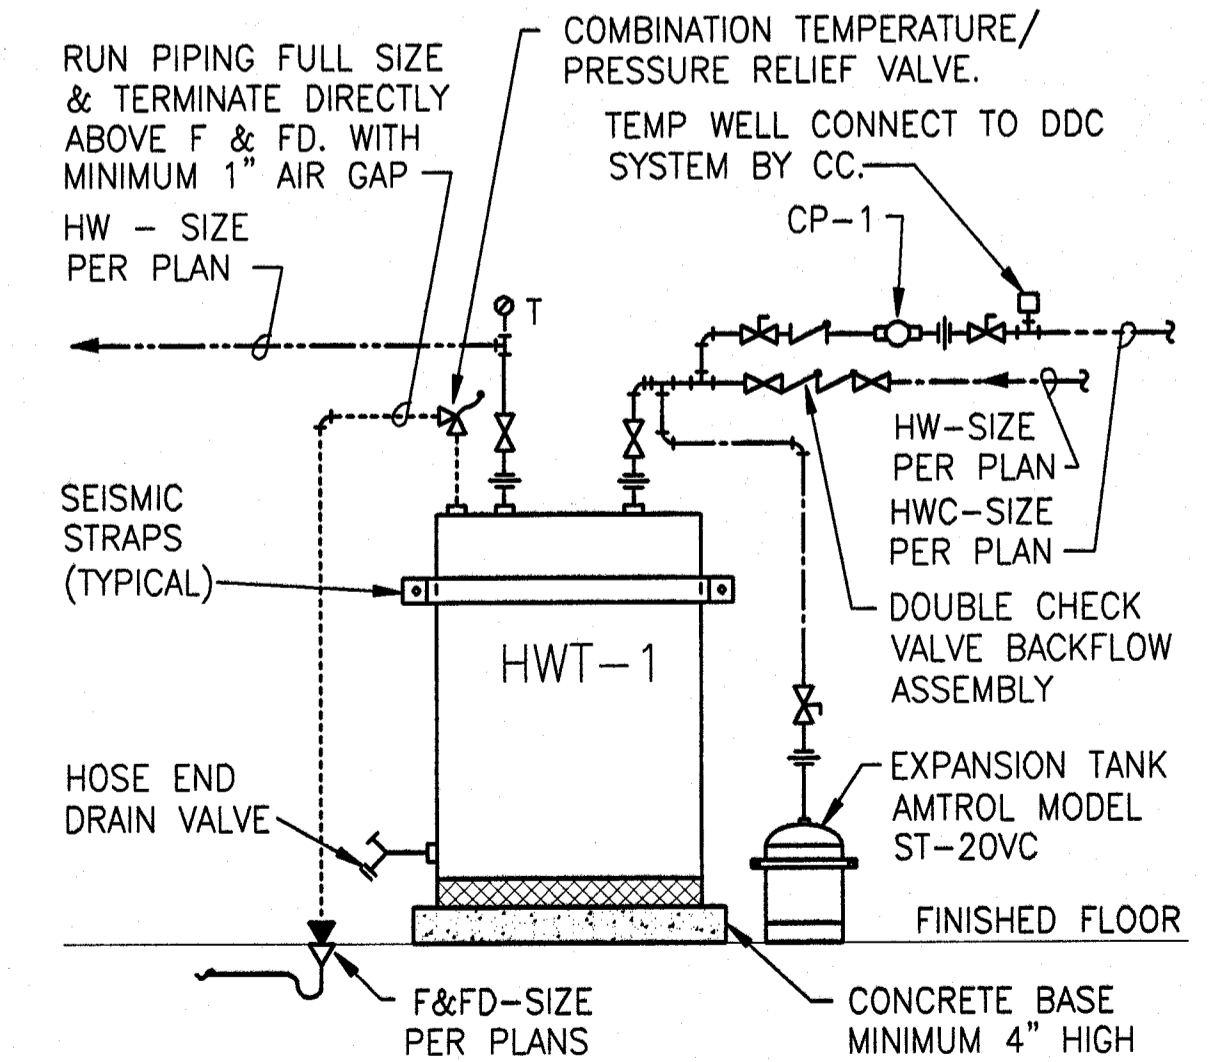 RUN PIPING FULL SIZE
& TERMINATE DIRECTLY
ABOVE F & FD. WITH
MINIMUM 1" AIR GAP
COMBINATION TEMPERATURE/
PRESSURE RELIEF VALVE.
TEMP WELL CONNECT TO DDC
SYSTEM BY CC.
HW - SIZE
PER PLAN
CP-1
T
HW-SIZE
PER PLAN
HWC-SIZE
PER PLAN
SEISMIC
STRAPS
(TYPICAL)
DOUBLE CHECK
VALVE BACKFLOW
ASSEMBLY
HWT-1
HOSE END
DRAIN VALVE
EXPANSION TANK
AMTROL MODEL
ST-20VC
FINISHED FLOOR
F&FD-SIZE
PER PLANS
CONCRETE BASE
MINIMUM 4" HIGH